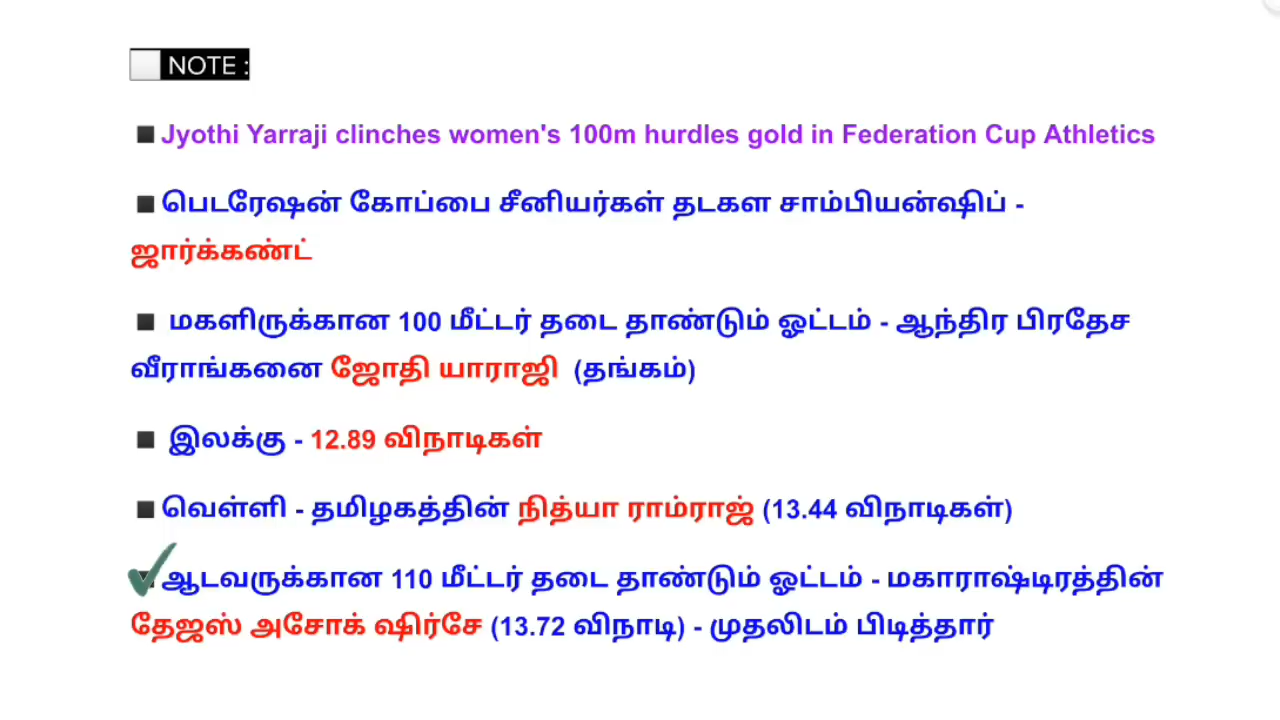 NOTE :
◾Jyothi Yarraji clinches women's 100m hurdles gold in Federation Cup Athletics
◾பெடரேஷன் கோப்பை சீனியர்கள் தடகள சாம்பியன்ஷிப் -
ஜார்க்கண்ட்
◾ மகளிருக்கான 100 மீட்டர் தடை தாண்டும் ஓட்டம் - ஆந்திர பிரதேச
வீராங்கனை ஜோதி யாராஜி (தங்கம்)
◾ இலக்கு - 12.89 விநாடிகள்
◾வெள்ளி - தமிழகத்தின் நித்யா ராம்ராஜ் (13.44 விநாடிகள்)
◾ஆடவருக்கான 110 மீட்டர் தடை தாண்டும் ஓட்டம் - மகாராஷ்டிரத்தின்
தேஜஸ் அசோக் ஷிர்சே (13.72 விநாடி) - முதலிடம் பிடித்தார்